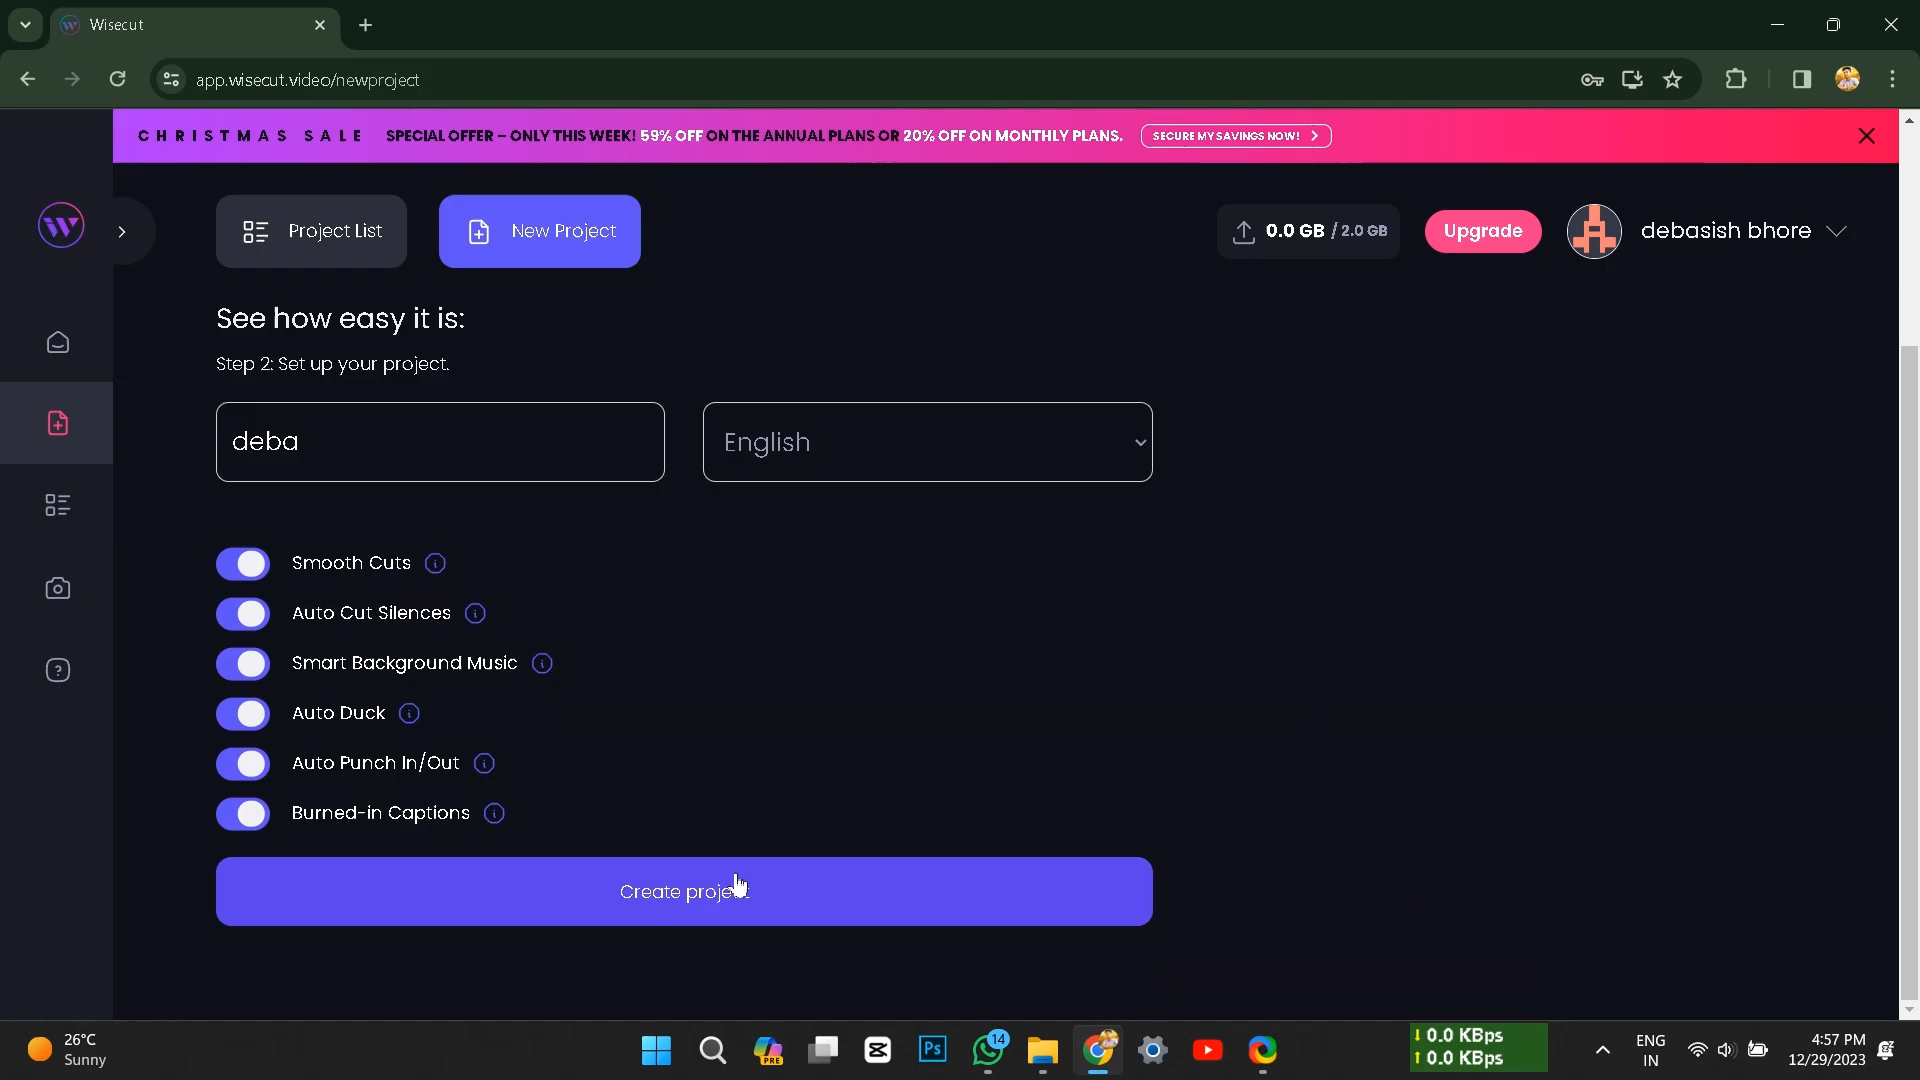 Wisecut
app.wisecut.video/newproject
CHRISTMAS SALE SPECIAL OFFER – ONLY THIS WEEK! 59% OFF ON THE ANNUAL PLANS OR 20% OFF ON MONTHLY PLANS. SECURE MY SAVINGS NOW!
Project List
New Project
0.0 GB / 2.0 GB
Upgrade
debasish bhore
See how easy it is:
Step 2: Set up your project.
deba
English
Smooth Cuts
Auto Cut Silences
Smart Background Music
Auto Duck
Auto Punch In/Out
Burned-in Captions
Create project
26°C
Sunny
PRE
Ps
14
0.0 KBps
0.0 KBps
ENG
IN
4:57 PM
12/29/2023